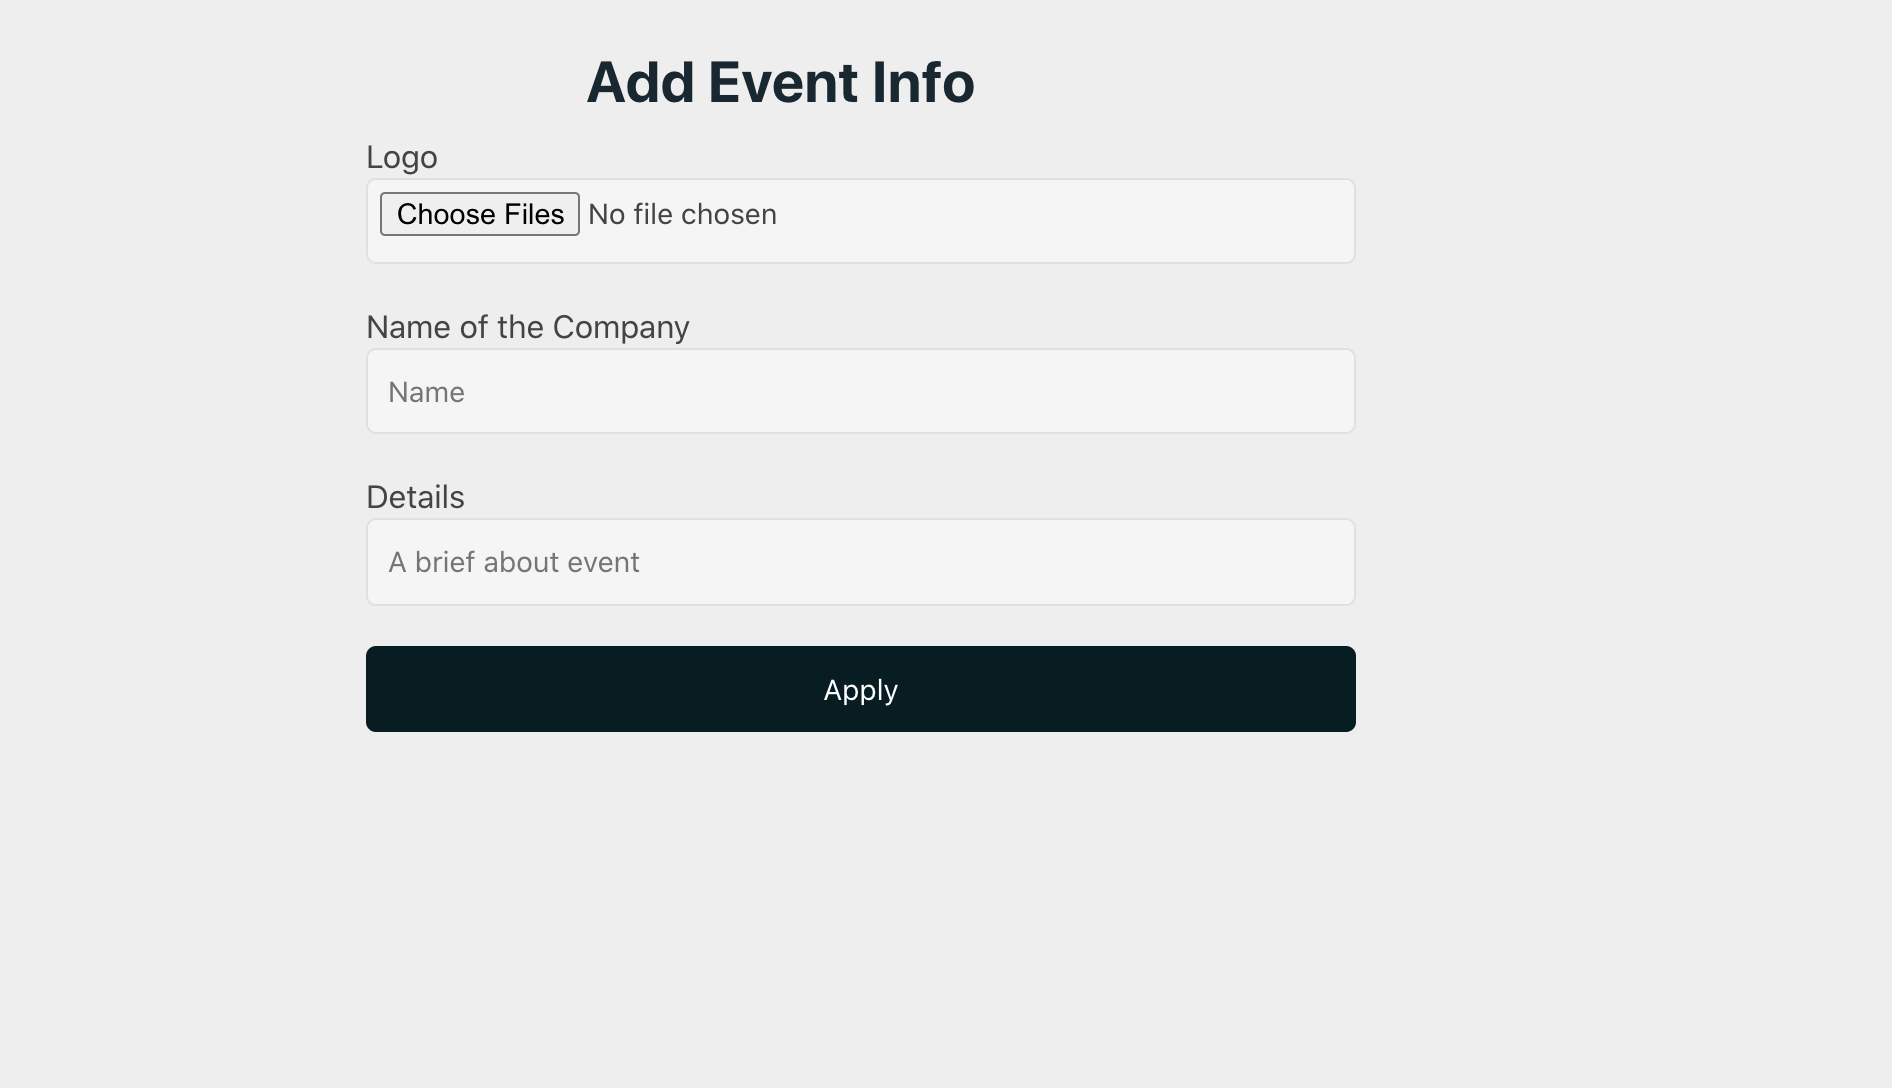 Add Event Info
Logo
Choose Files No file chosen
Name of the Company
Name
Details
A brief about event
Apply